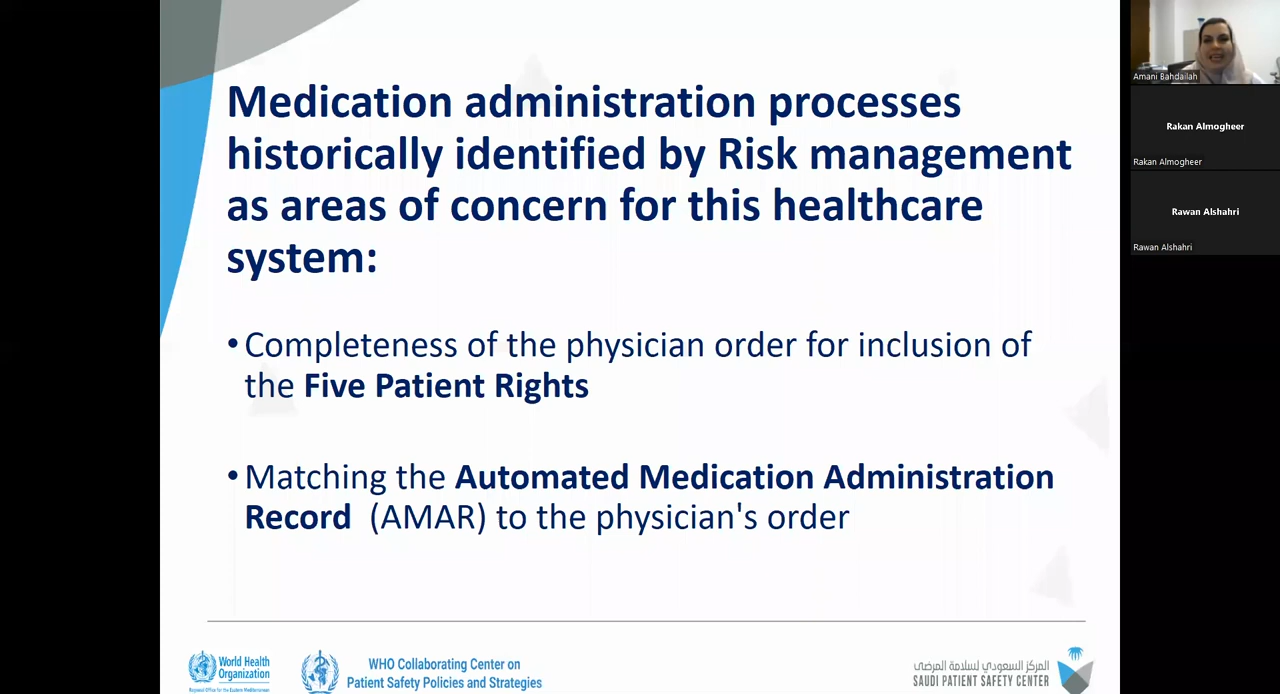 Medication administration processes
historically identified by Risk management
as areas of concern for this healthcare
system:
•Completeness of the physician order for inclusion of
the Five Patient Rights
•Matching the Automated Medication Administration
Record (AMAR) to the physician's order
World Health
Organization
Regional Office for the Eastern Mediterranean
WHO Collaborating Center on
Patient Safety Policies and Strategies
المركز السعودي لسلامة المرضى
SAUDI PATIENT SAFETY CENTER
Amani Bahdailah
Rakan Almogheer
Rakan Almogheer
Rawan Alshahri
Rawan Alshahri